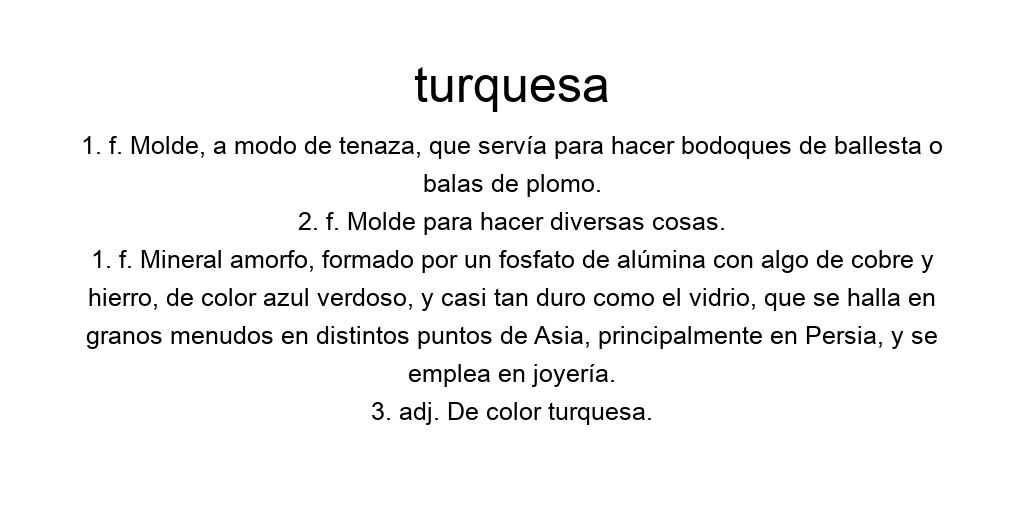 turquesa
1. f. Molde, a modo de tenaza, que servía para hacer bodoques de ballesta o
balas de plomo.
2. f. Molde para hacer diversas cosas.
1. f. Mineral amorfo, formado por un fosfato de alúmina con algo de cobre y
hierro, de color azul verdoso, y casi tan duro como el vidrio, que se halla en
granos menudos en distintos puntos de Asia, principalmente en Persia, y se
emplea en joyería.
3. adj. De color turquesa.